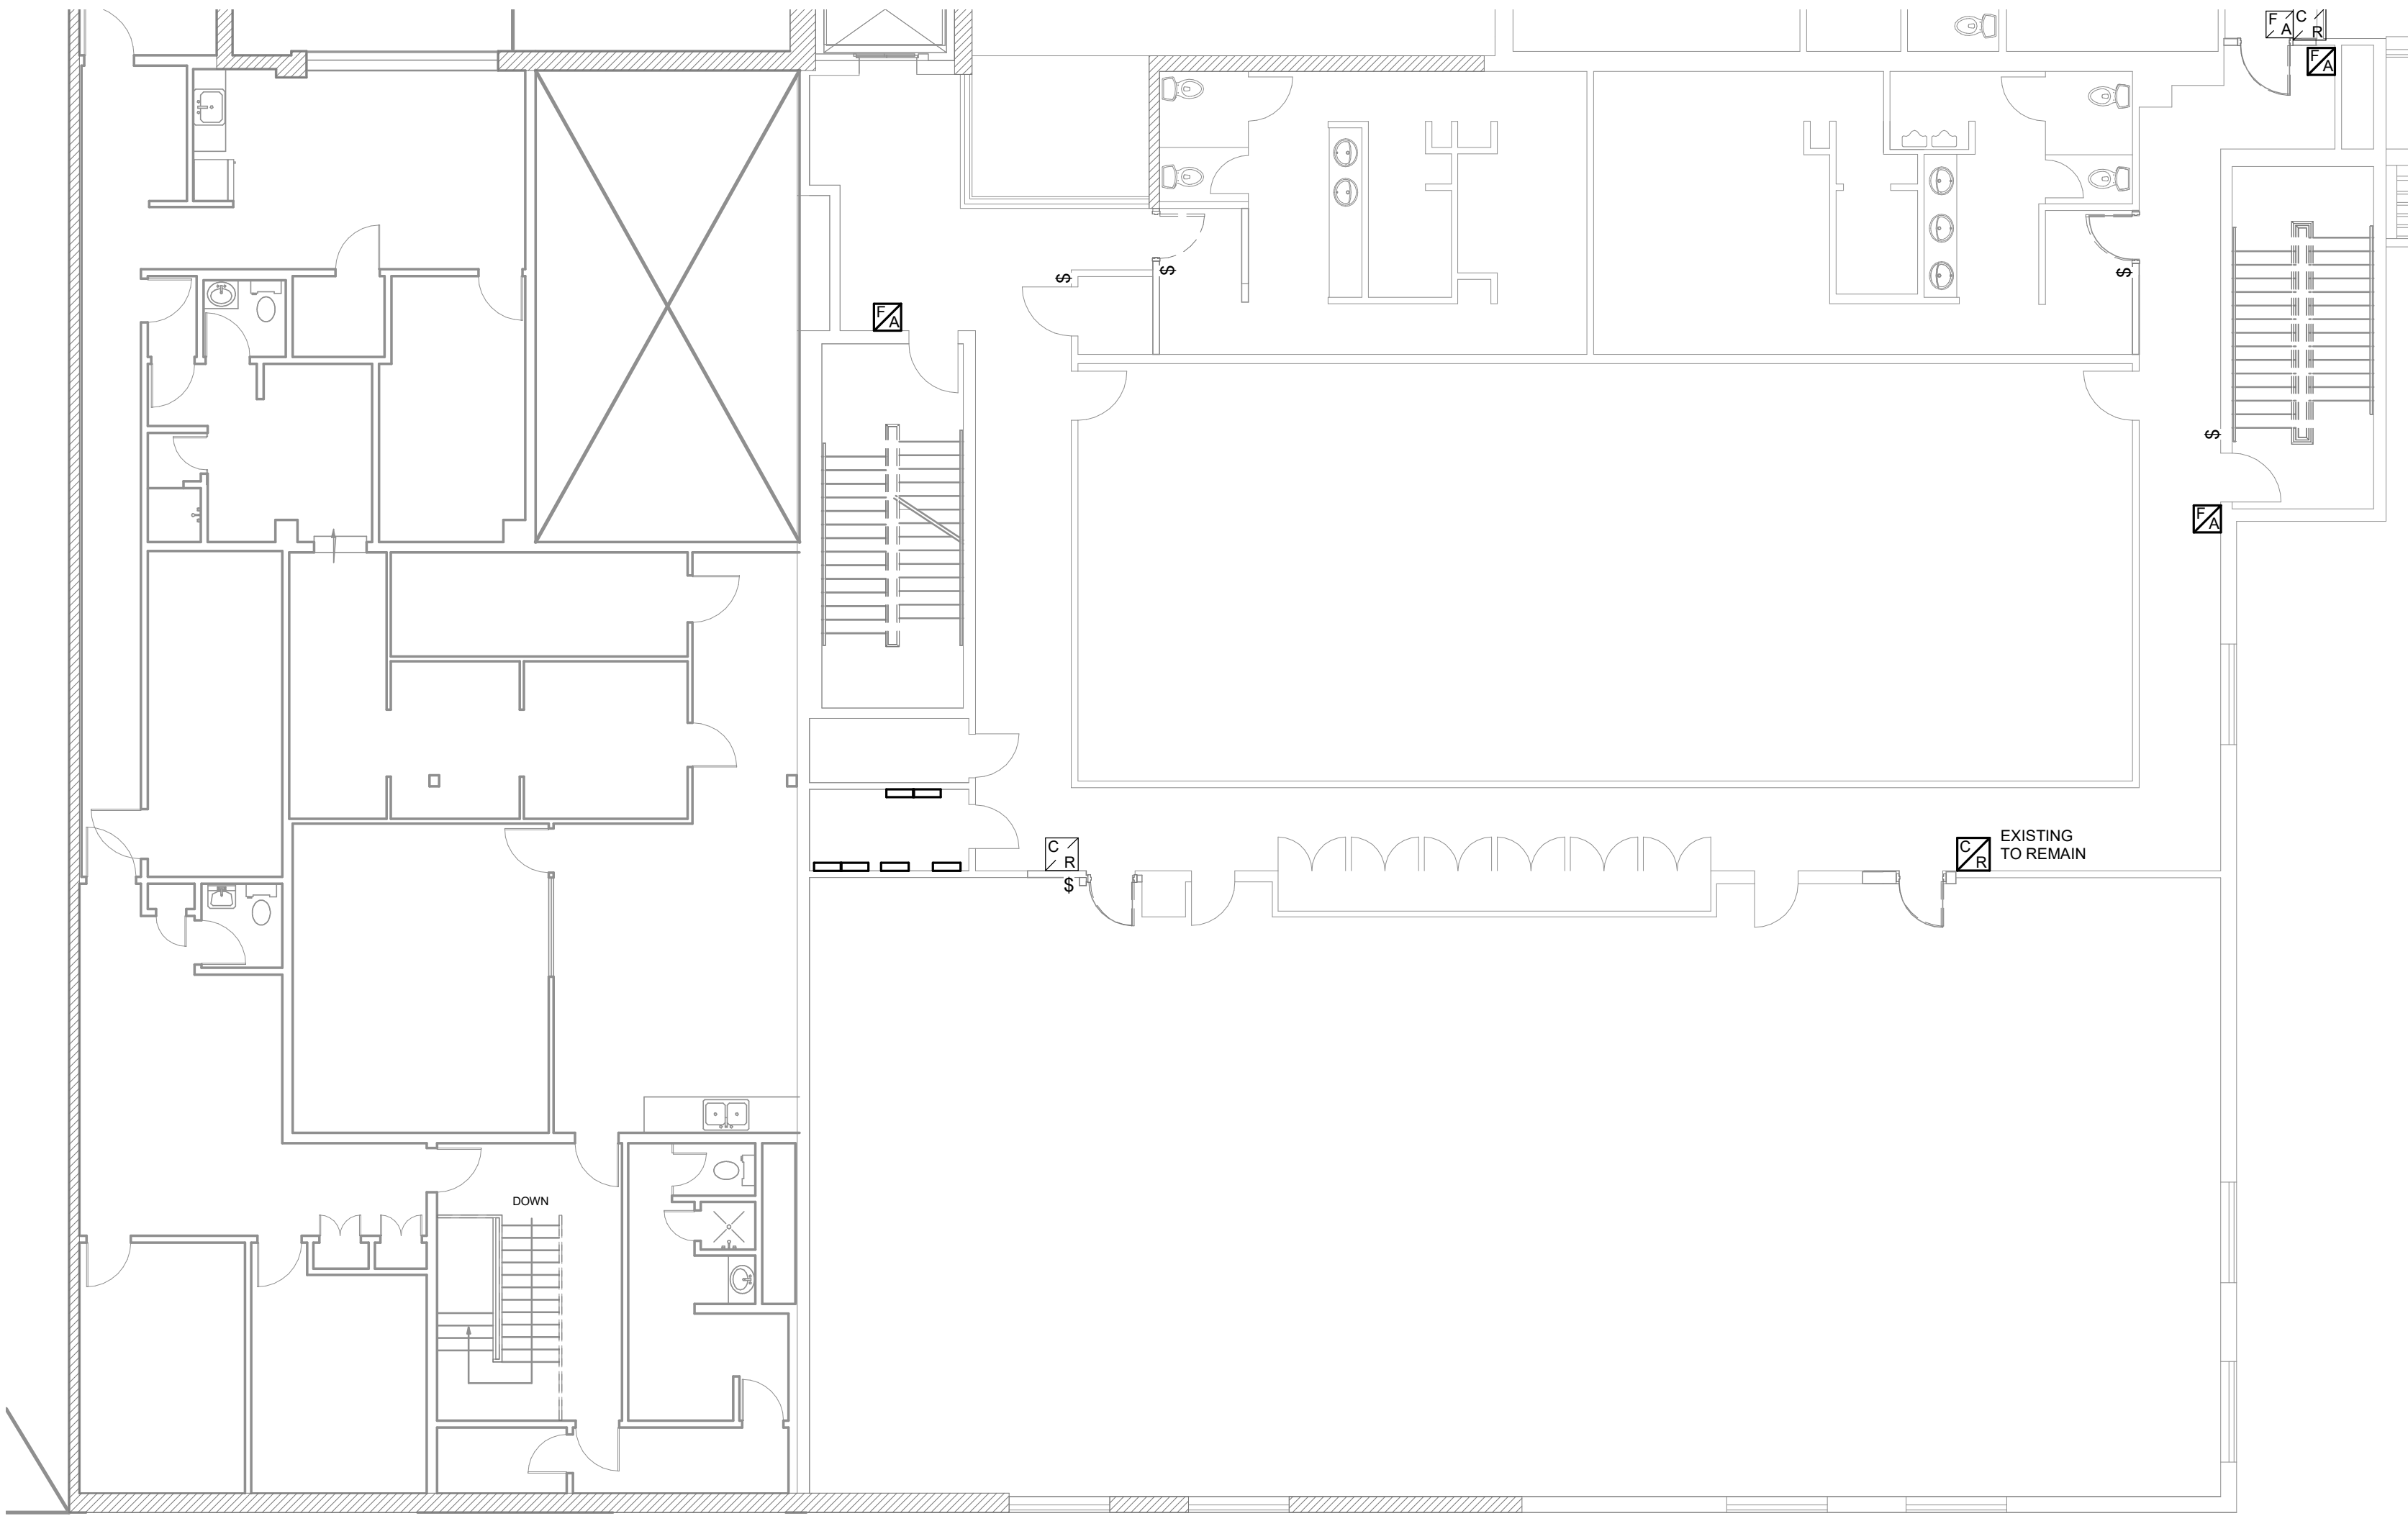 F A
C R
F A
$
$
$
F A
$
F A
C R
$
C R
EXISTING
TO REMAIN
DOWN